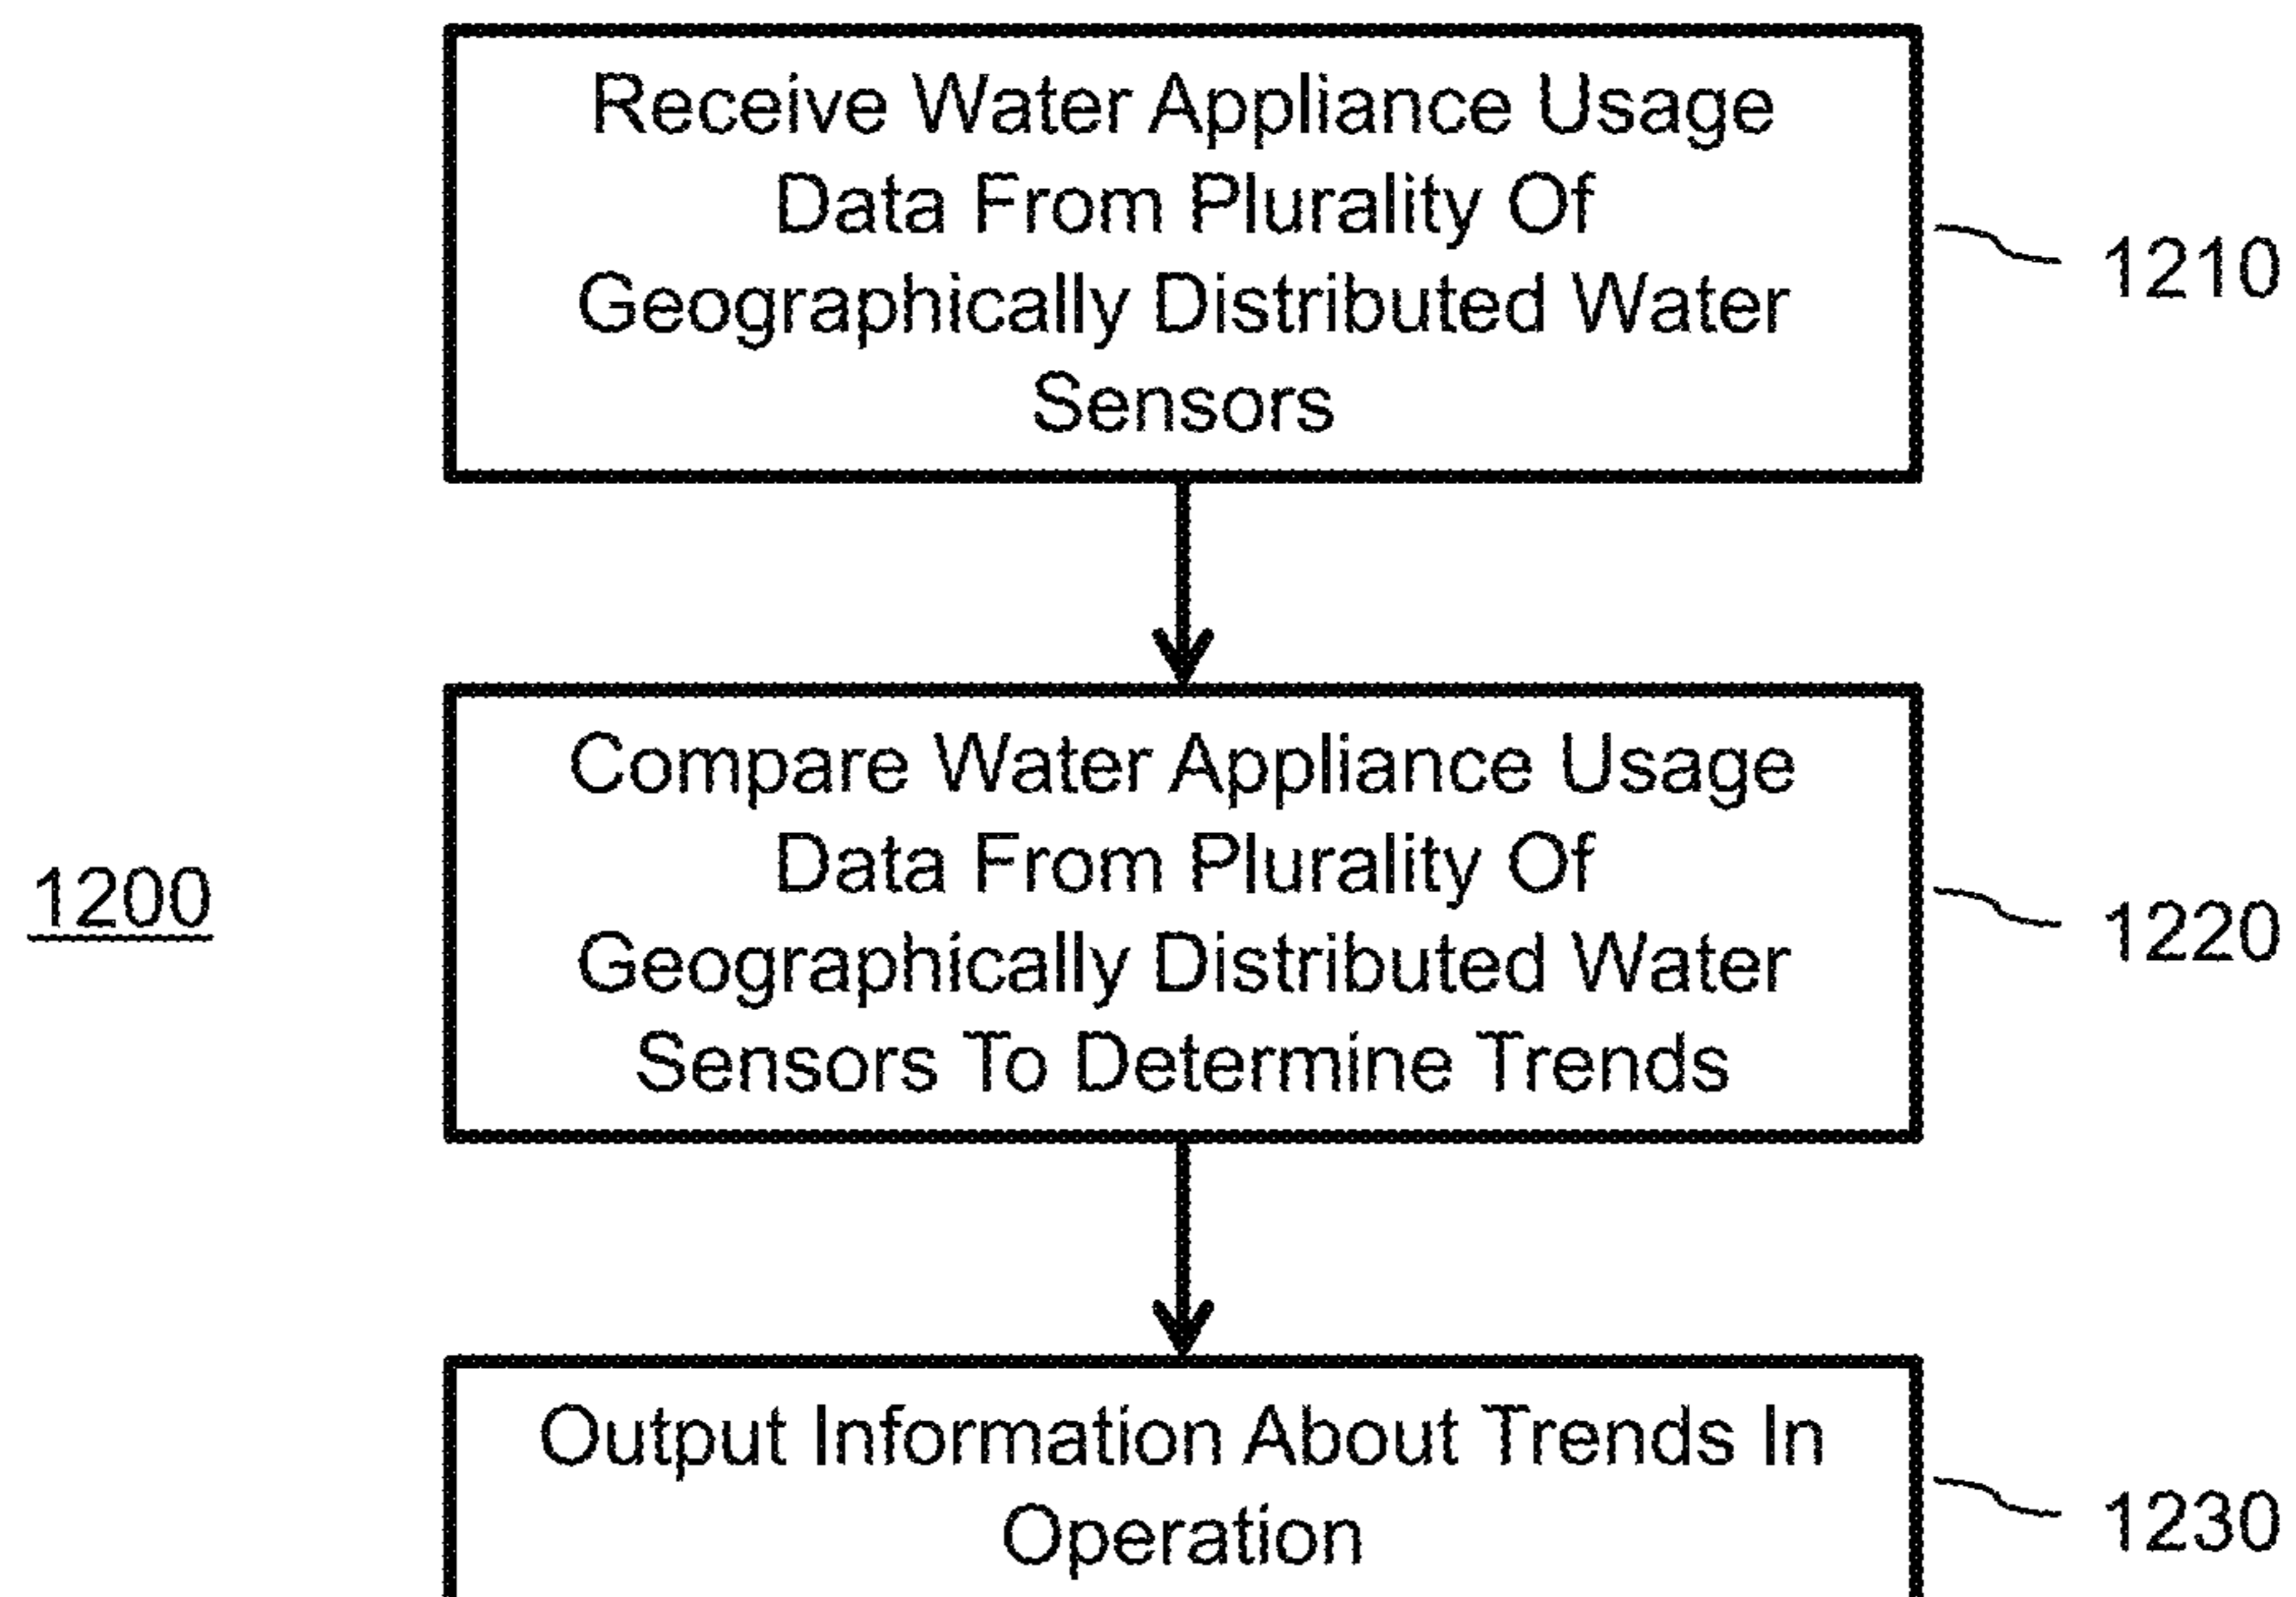 Receive Water Appliance Usage
Data From Plurality Of
Geographically Distributed Water
Sensors
1210
Compare Water Appliance Usage
Data From Plurality Of
Geographically Distributed Water
Sensors To Determine Trends
1220
1200
Output Information About Trends In
Operation
1230